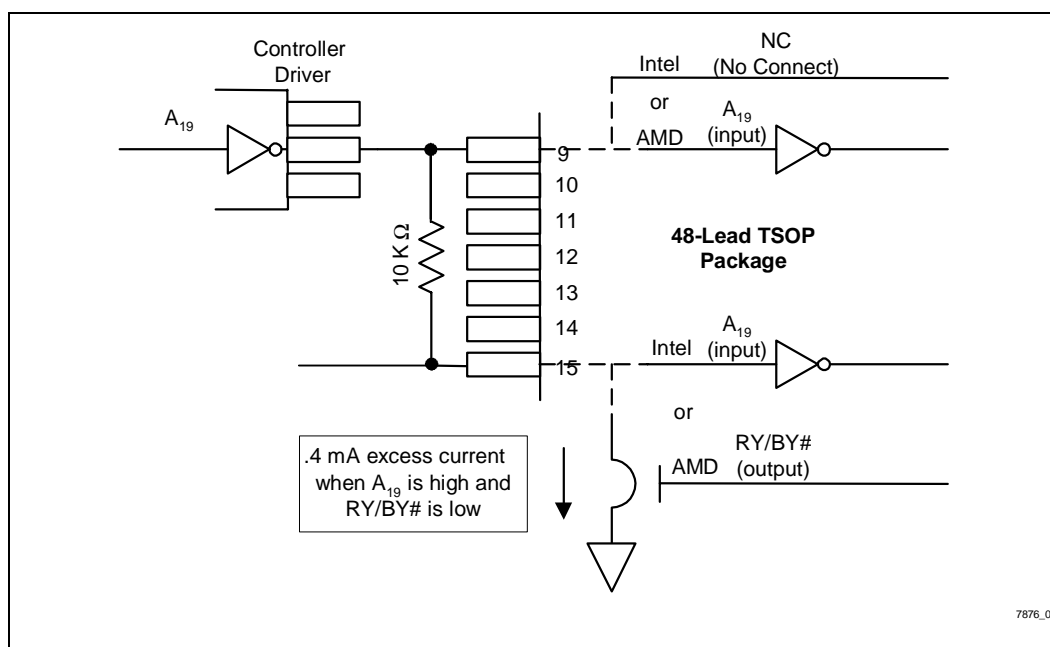 Controller
Driver
A19
10 K Ω
9
10
11
12
13
14
15
NC
Intel (No Connect)
or
AMD
A19
(input)
48-Lead TSOP
Package
Intel
A19
(input)
or
AMD
RY/BY#
(output)
.4 mA excess current
when A19 is high and
RY/BY# is low
7876_0